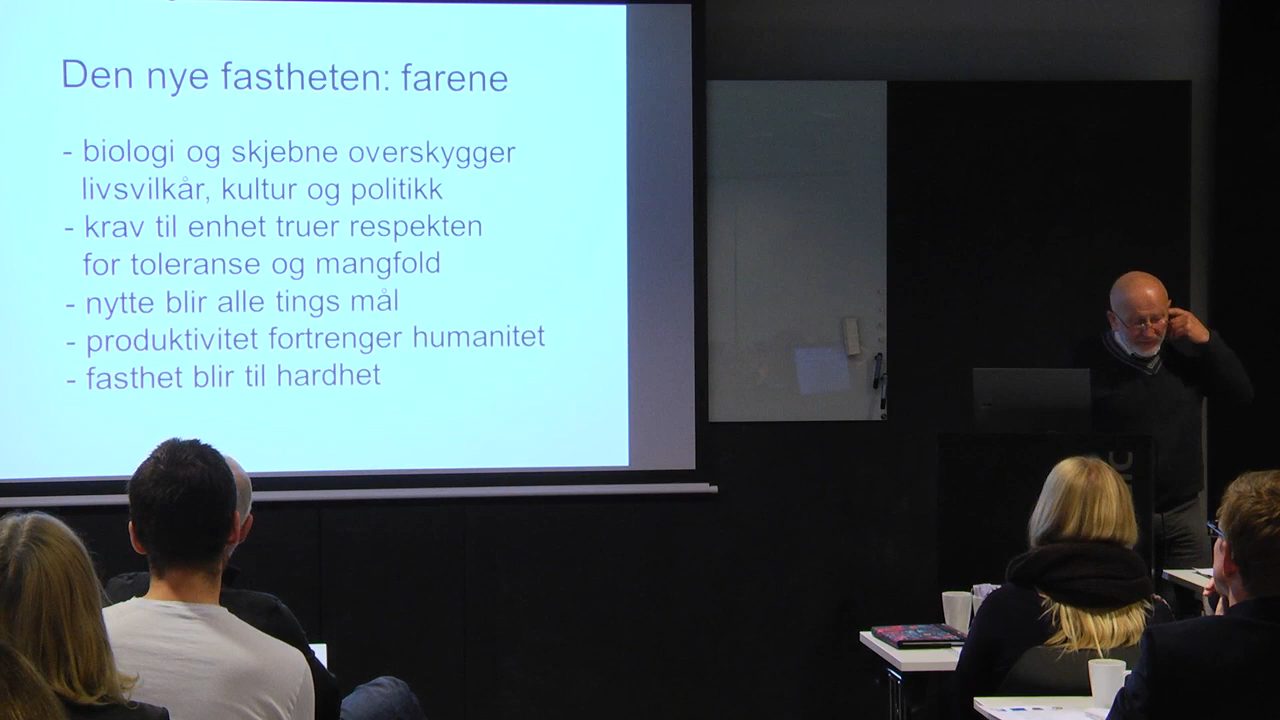 Den nye fastheten: farene
- biologi og skjebne overskygger
livsvilkår, kultur og politikk
- krav til enhet truer respekten
for toleranse og mangfold
- nytte blir alle tings mål
- produktivitet fortrenger humanitet
- fasthet blir til hardhet